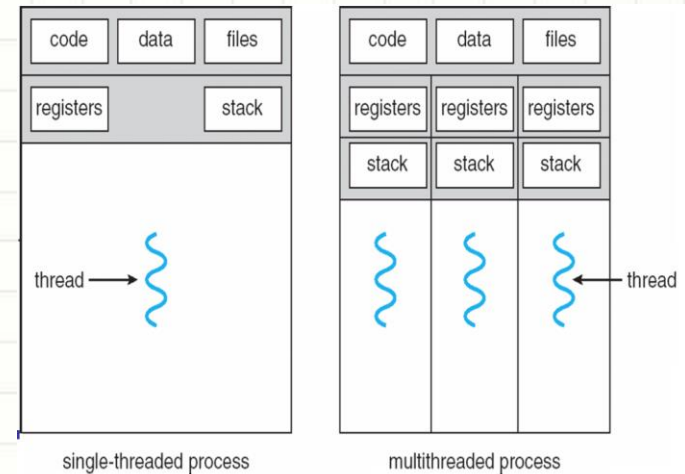 code data files
registers stack
thread
single-threaded process
code data files
registers registers registers
stack stack stack
thread
multithreaded process